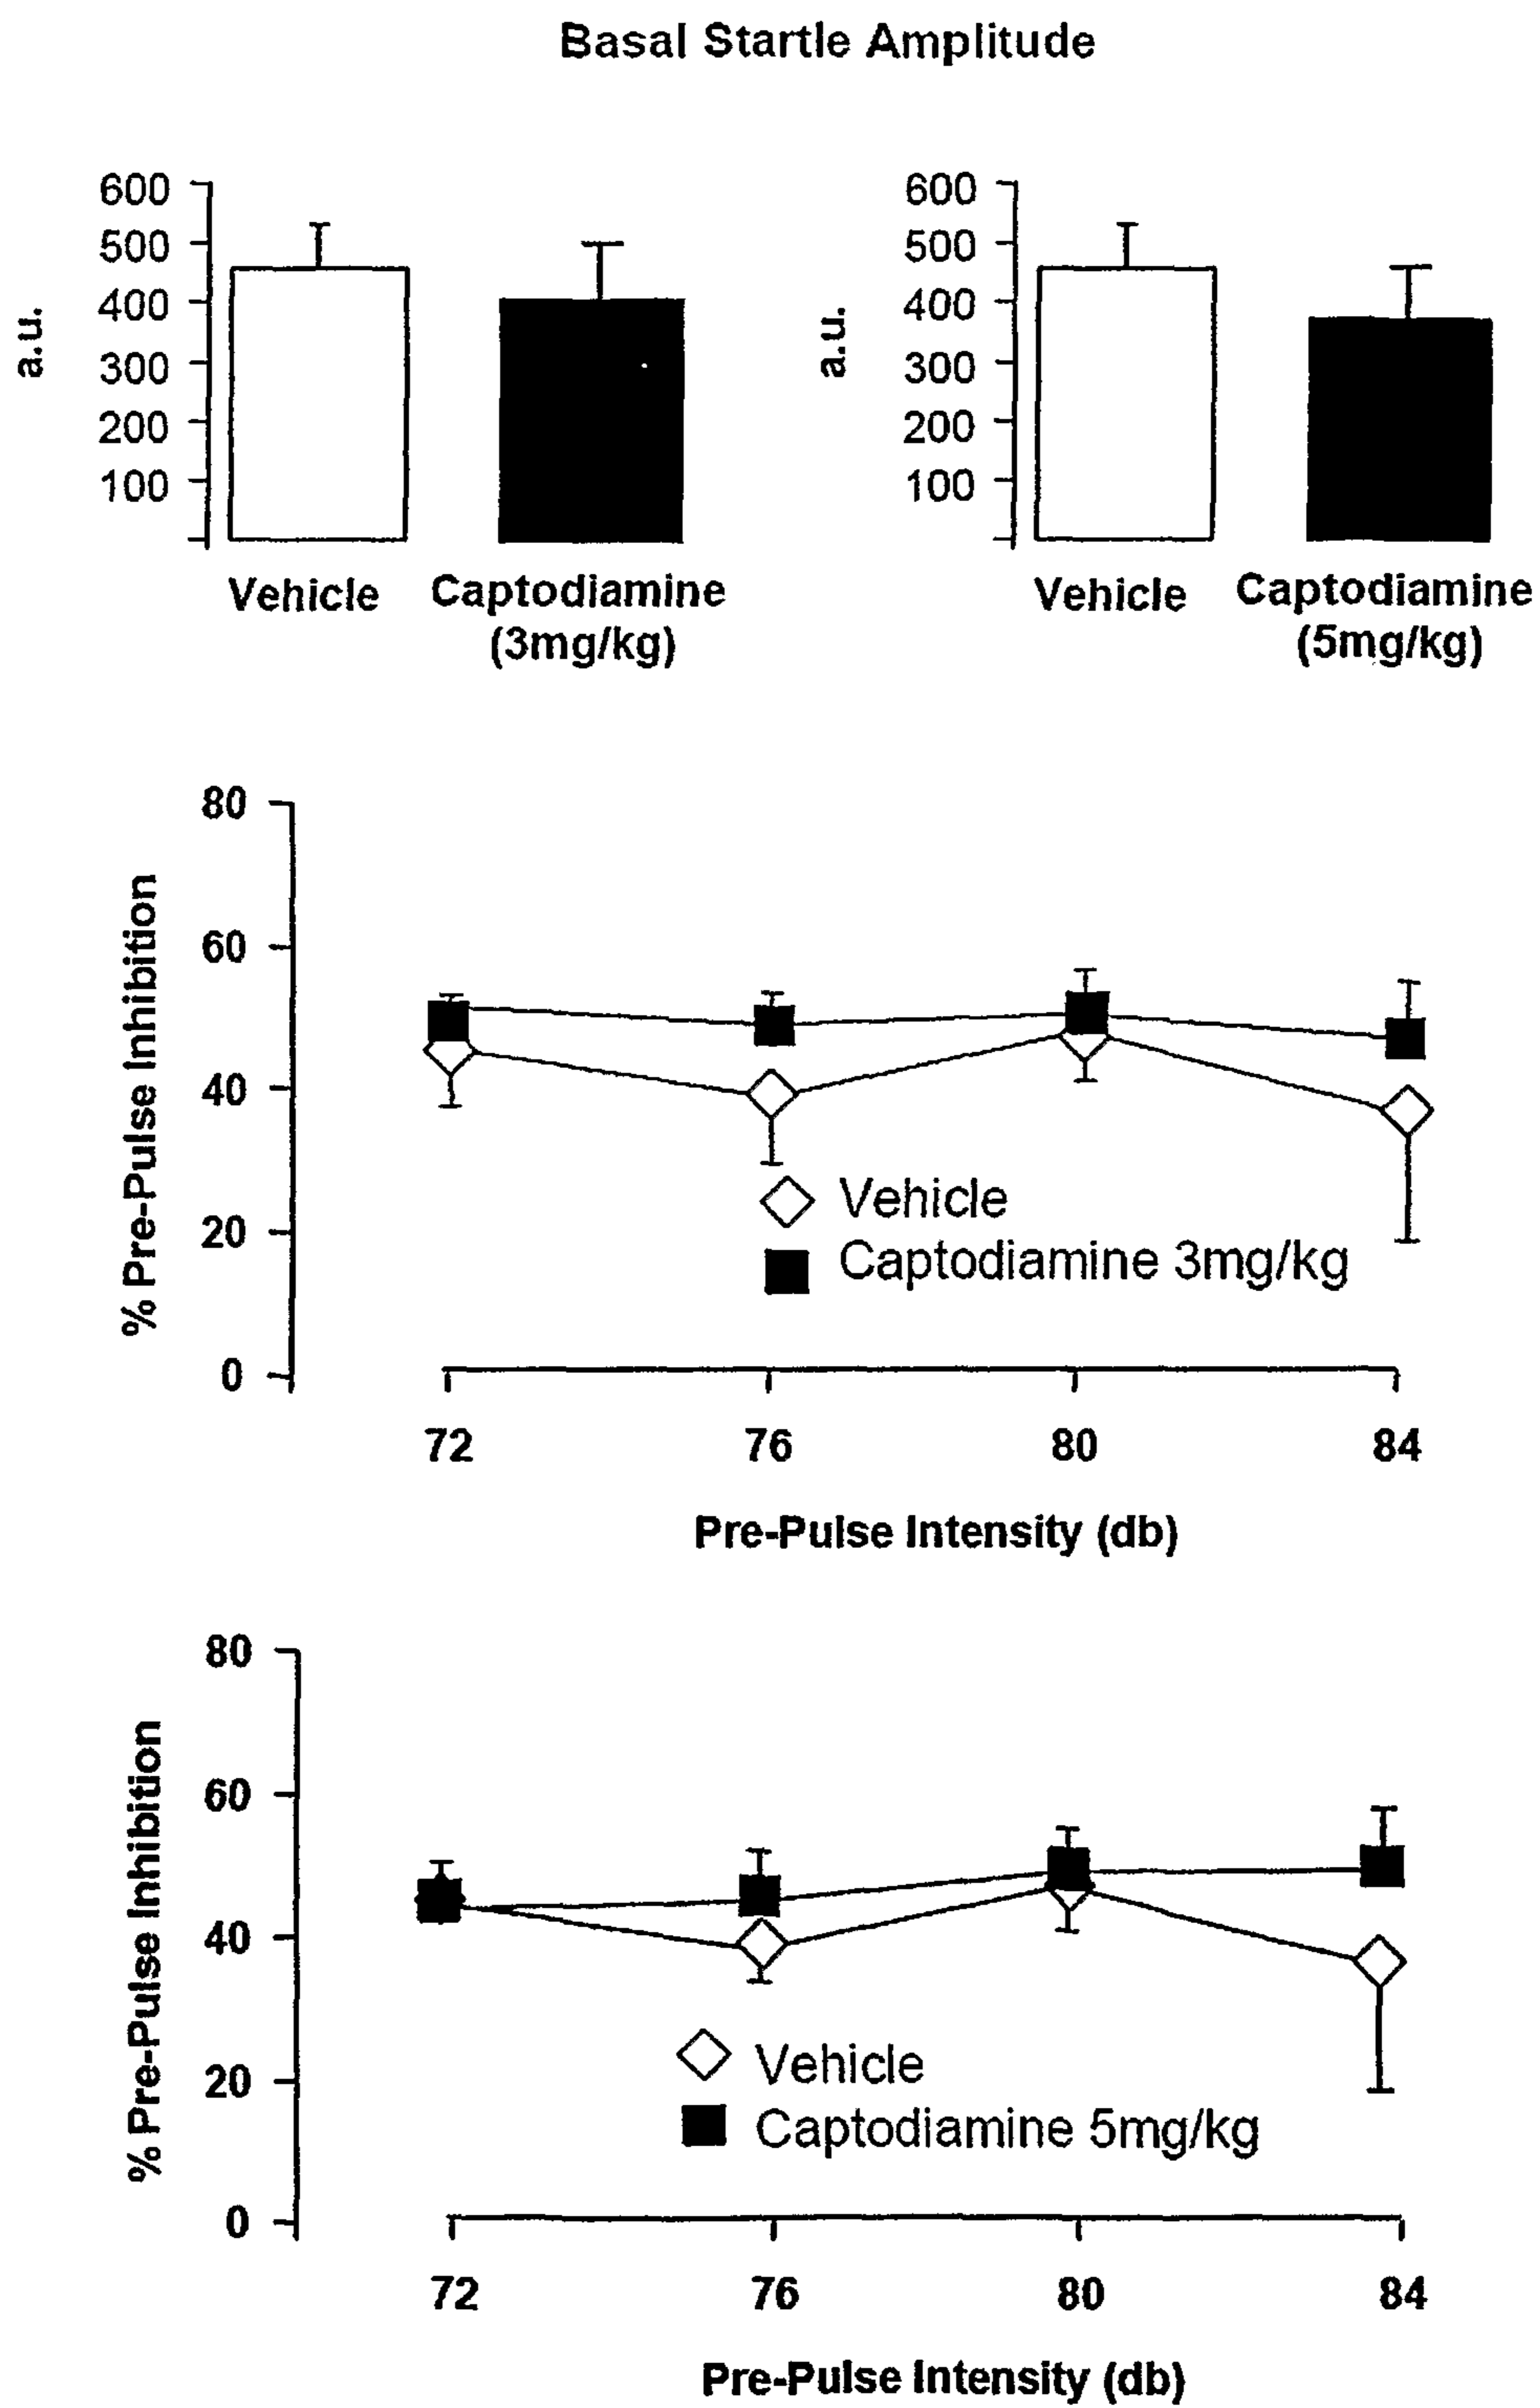 Basal Startle Amplitude
600
500
400
300
200
100
a.u.
Vehicle
Captodiamine
(3mg/kg)
600
500
400
300
200
100
a.u.
Vehicle
Captodiamine
(5mg/kg)
80
60
40
20
0
% Pre-Pulse Inhibition
Vehicle
Captodiamine 3mg/kg
72 76 80 84
Pre-Pulse Intensity (db)
80
60
40
20
0
% Pre-Pulse Inhibition
Vehicle
Captodiamine 5mg/kg
72 76 80 84
Pre-Pulse Intensity (db)